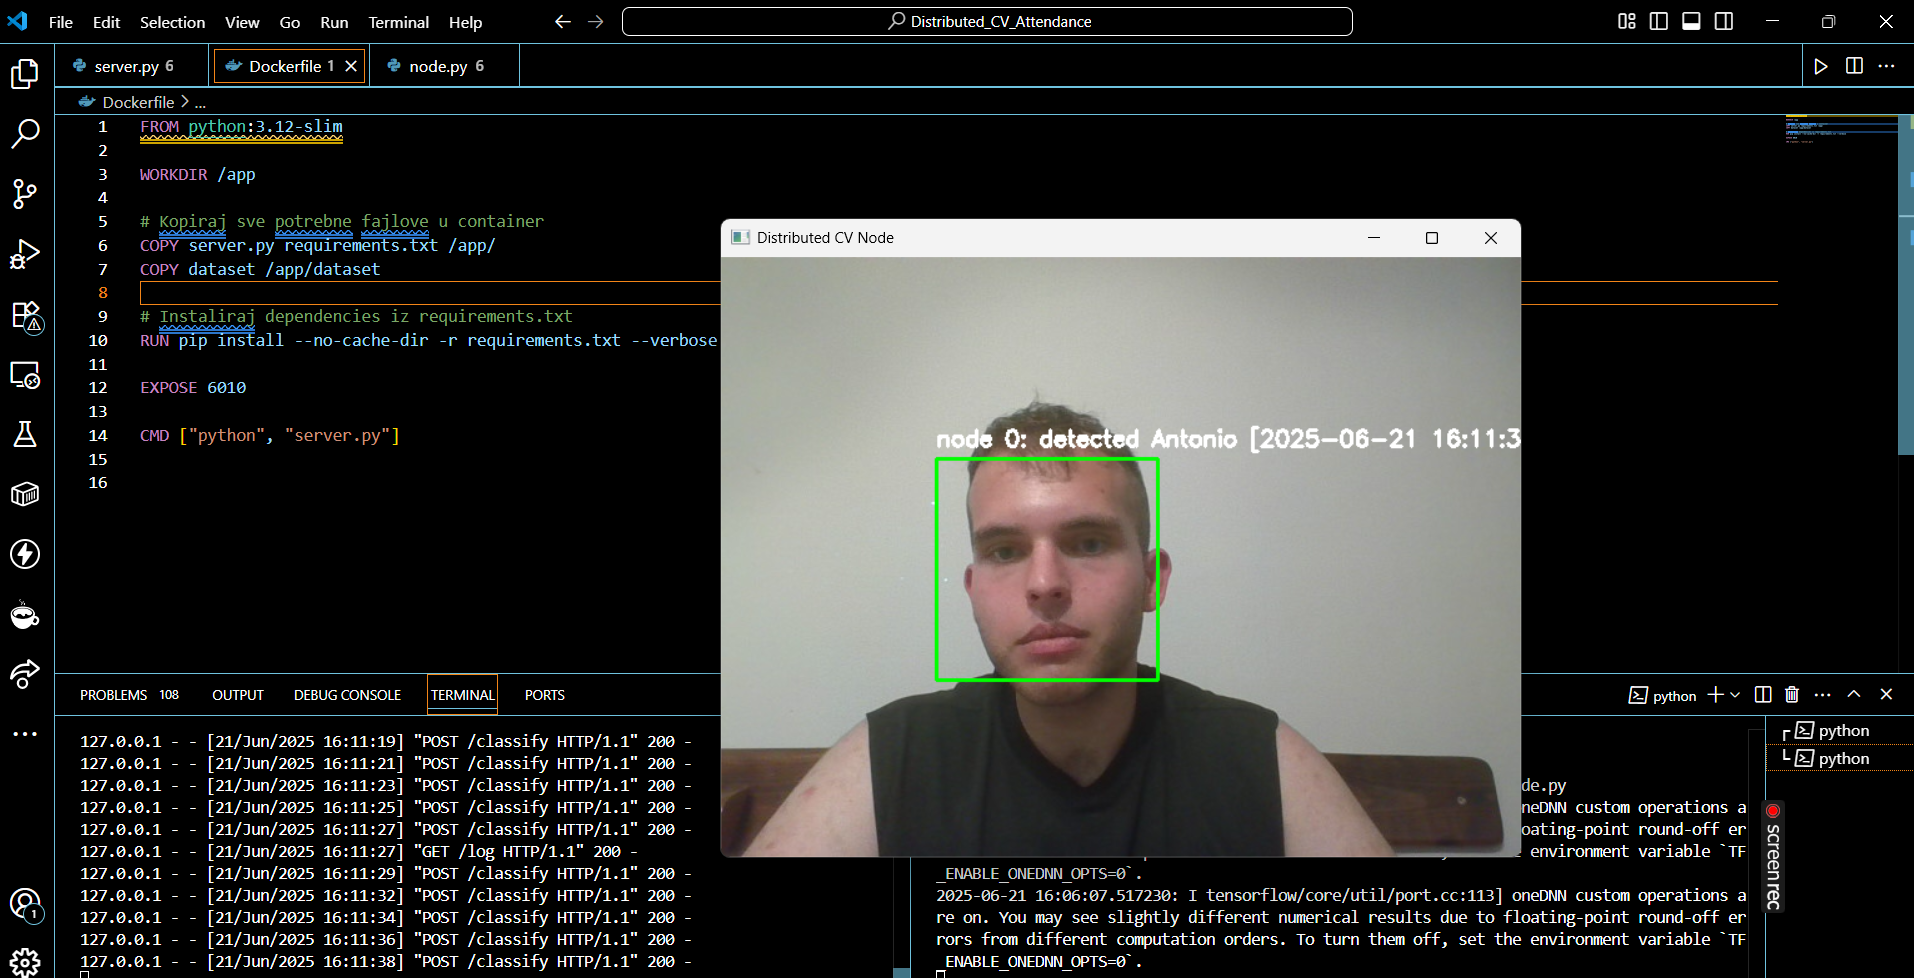 File Edit Selection View Go Run Terminal Help
Distributed_CV_Attendance
server.py 6
Dockerfile 1
node.py 6
Dockerfile > ...
1 FROM python:3.12-slim
2
3 WORKDIR /app
4
5 # Kopiraj sve potrebne fajlove u container
6 COPY server.py requirements.txt /app/
7 COPY dataset /app/dataset
8
9 # Instaliraj dependencies iz requirements.txt
10 RUN pip install --no-cache-dir -r requirements.txt --verbose
11
12 EXPOSE 6010
13
14 CMD ["python", "server.py"]
15
16
Distributed CV Node
node 0: detected Antonio [2025-06-21 16:11:3
PROBLEMS 108 OUTPUT DEBUG CONSOLE TERMINAL PORTS
python
127.0.0.1 - - [21/Jun/2025 16:11:19] "POST /classify HTTP/1.1" 200 -
127.0.0.1 - - [21/Jun/2025 16:11:21] "POST /classify HTTP/1.1" 200 -
127.0.0.1 - - [21/Jun/2025 16:11:23] "POST /classify HTTP/1.1" 200 -
127.0.0.1 - - [21/Jun/2025 16:11:25] "POST /classify HTTP/1.1" 200 -
127.0.0.1 - - [21/Jun/2025 16:11:27] "POST /classify HTTP/1.1" 200 -
127.0.0.1 - - [21/Jun/2025 16:11:27] "GET /log HTTP/1.1" 200 -
127.0.0.1 - - [21/Jun/2025 16:11:29] "POST /classify HTTP/1.1" 200 -
127.0.0.1 - - [21/Jun/2025 16:11:32] "POST /classify HTTP/1.1" 200 -
127.0.0.1 - - [21/Jun/2025 16:11:34] "POST /classify HTTP/1.1" 200 -
127.0.0.1 - - [21/Jun/2025 16:11:36] "POST /classify HTTP/1.1" 200 -
127.0.0.1 - - [21/Jun/2025 16:11:38] "POST /classify HTTP/1.1" 200 -
de.py
neDNN custom operations a
oating-point round-off er
e environment variable `TF
_ENABLE_ONEDNN_OPTS=0`.
2025-06-21 16:06:07.517230: I tensorflow/core/util/port.cc:113] oneDNN custom operations a
re on. You may see slightly different numerical results due to floating-point round-off er
rors from different computation orders. To turn them off, set the environment variable `TF
_ENABLE_ONEDNN_OPTS=0`.
python
python
screenrec
1